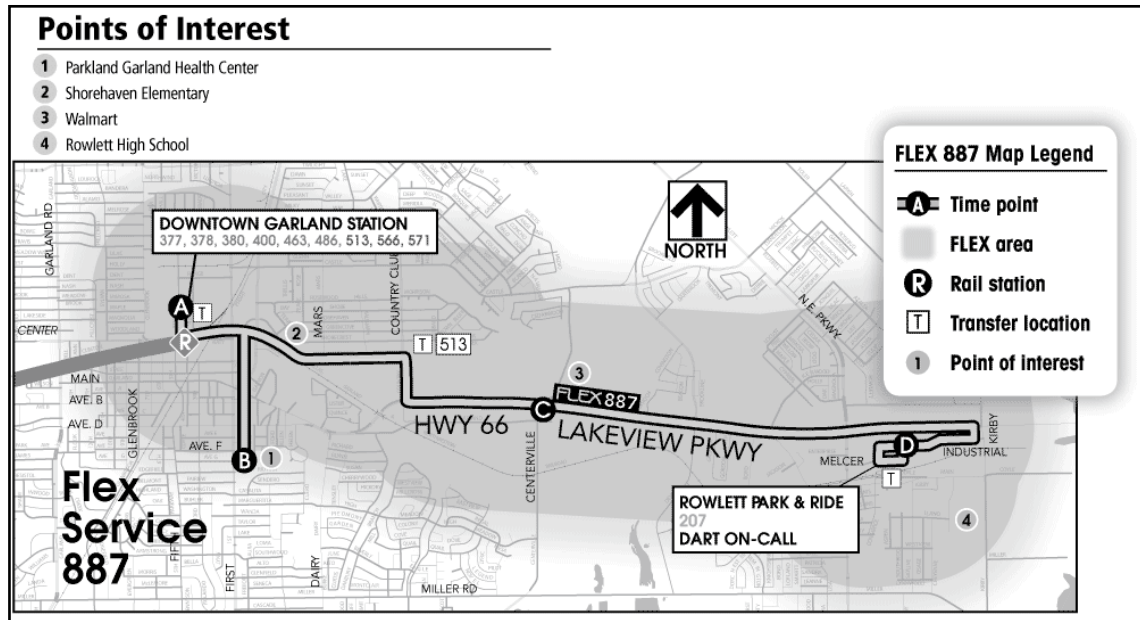 Points of Interest
1 Parkland Garland Health Center
2 Shorehaven Elementary
3 Walmart
4 Rowlett High School
FLEX 887 Map Legend
A Time point
FLEX area
R Rail station
T Transfer location
1 Point of interest
DOWNTOWN GARLAND STATION
377, 378, 380, 400, 463, 486, 513, 566, 571
NORTH
GARLAND RD
COUNTRY CLUB
N.E. PKWY
A
T
CENTER
R
2
MARS
T 513
MAIN
AVE. B
AVE. D
GLENBROOK
AVE. F
B
1
3
FLEX 887
C
HWY 66
LAKEVIEW PKWY
CENTERVILLE
D
MELCER
INDUSTRIAL
KIRBY
T
ROWLETT PARK & RIDE
207
DART ON-CALL
4
Flex
Service
887
FIRST
DAIRY
MILLER RD